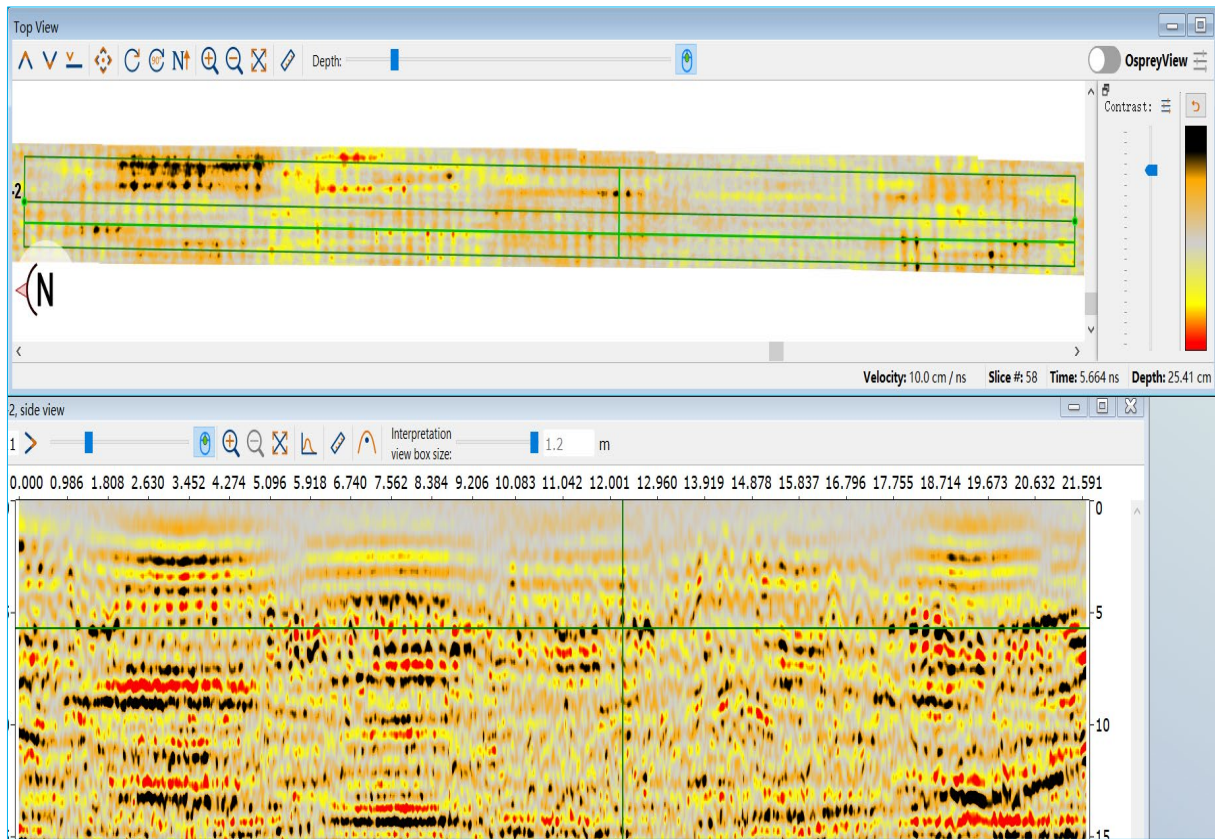 Top View
90°
N
Depth:
OspreyView
Contrast:
-2
N
Velocity: 10.0 cm / ns Slice #: 58 Time: 5.664 ns Depth: 25.41 cm
2, side view
1
Interpretation
view box size:
1.2 m
0.000 0.986 1.808 2.630 3.452 4.274 5.096 5.918 6.740 7.562 8.384 9.206 10.083 11.042 12.001 12.960 13.919 14.878 15.837 16.796 17.755 18.714 19.673 20.632 21.591
0
-5
-10
-15